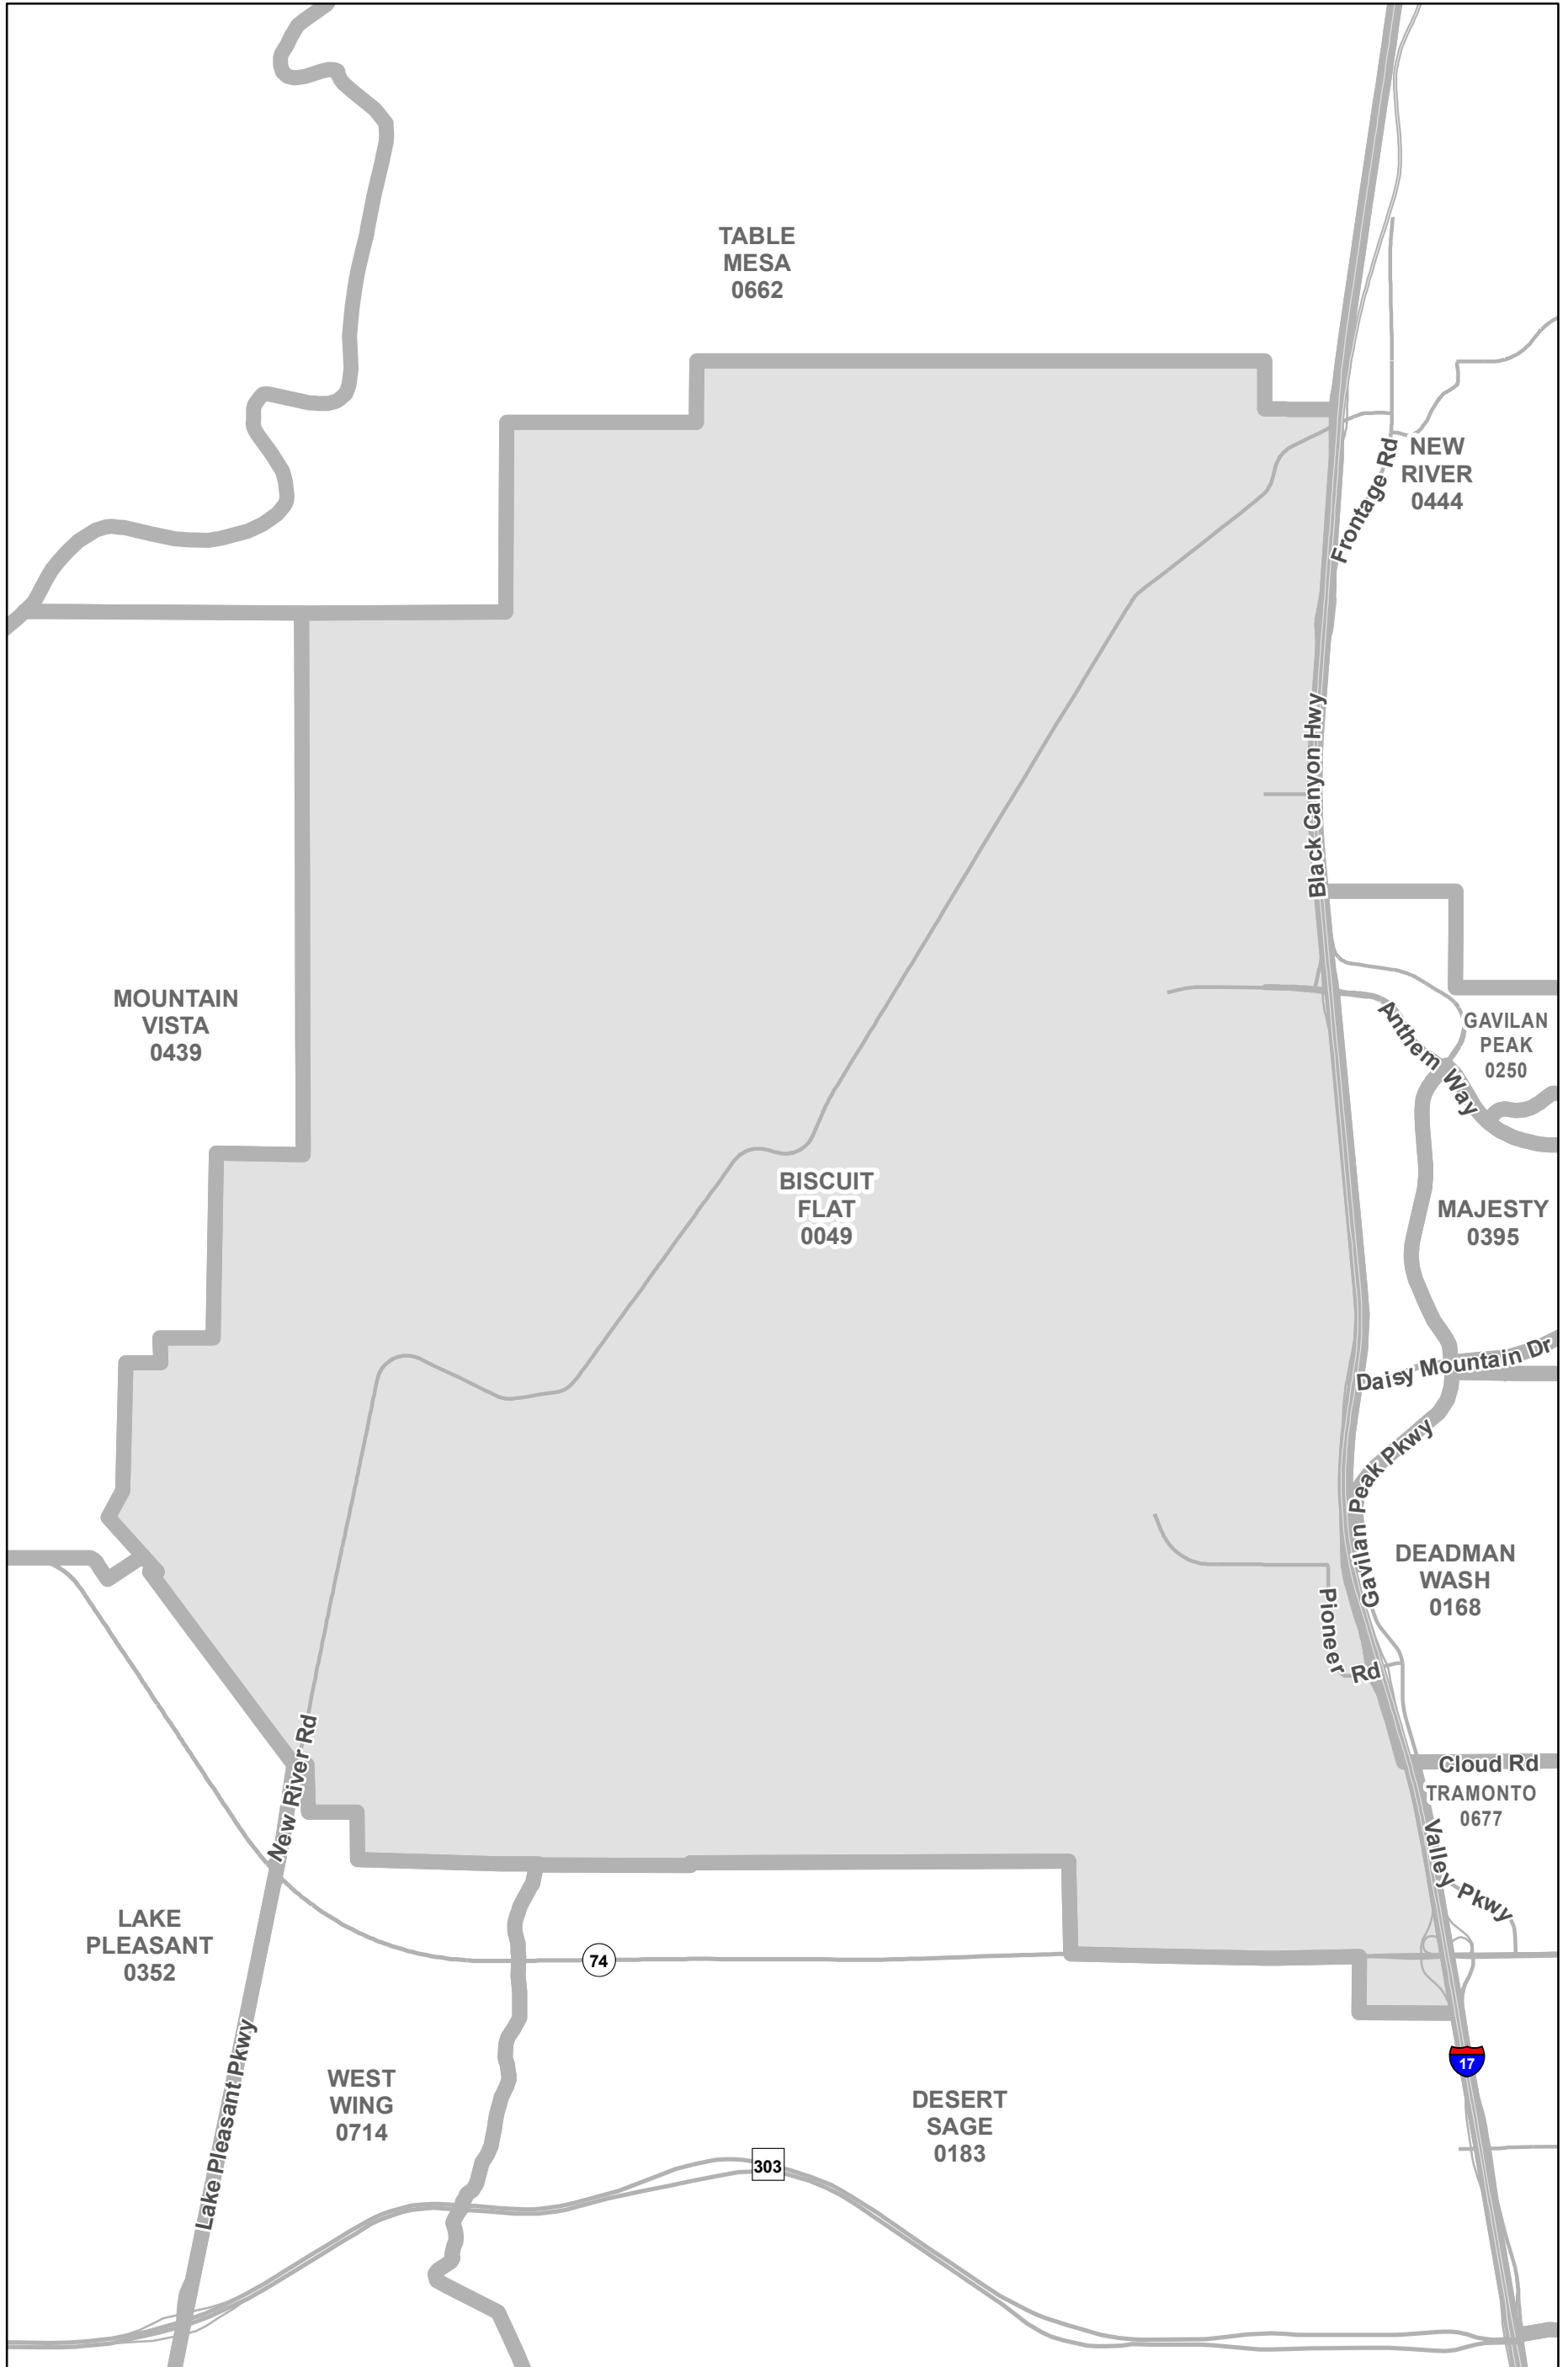 TABLE
MESA
0662
NEW
RIVER
0444
Frontage Rd
Black Canyon Hwy
MOUNTAIN
VISTA
0439
Anthem Way
GAVILAN
PEAK
0250
BISCUIT
FLAT
0049
MAJESTY
0395
Daisy Mountain Dr
Gavilan Peak Pkwy
DEADMAN
WASH
0168
Pioneer Rd
New River Rd
Cloud Rd
TRAMONTO
0677
Valley Pkwy
LAKE
PLEASANT
0352
74
17
Lake Pleasant Pkwy
WEST
WING
0714
DESERT
SAGE
0183
303